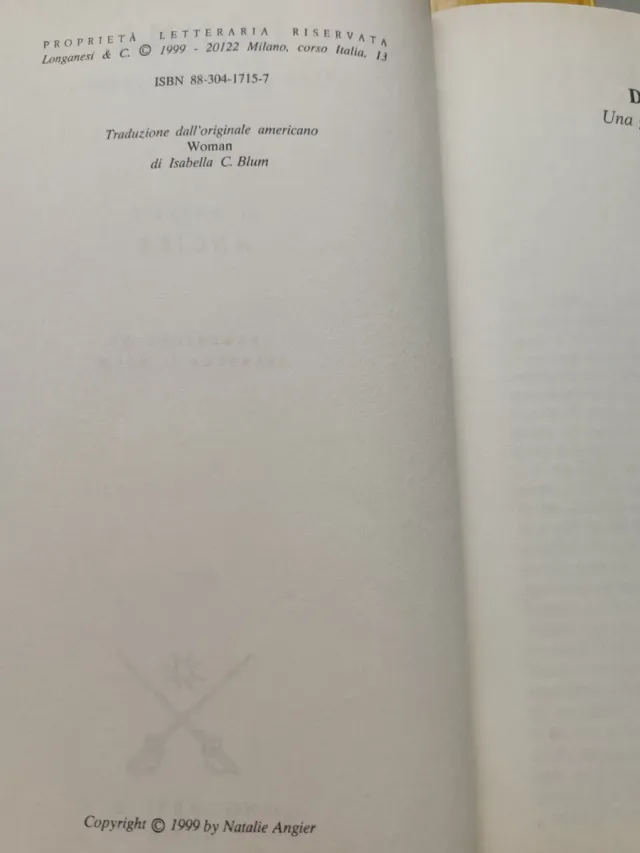 PROPRIETÀ LETTERARIA RISERVATA
Longanesi & C. © 1999 - 20122 Milano, corso Italia, 13
ISBN 88-304-1715-7
Traduzione dall'originale americano
Woman
di Isabella C. Blum
Copyright © 1999 by Natalie Angier
D
Una